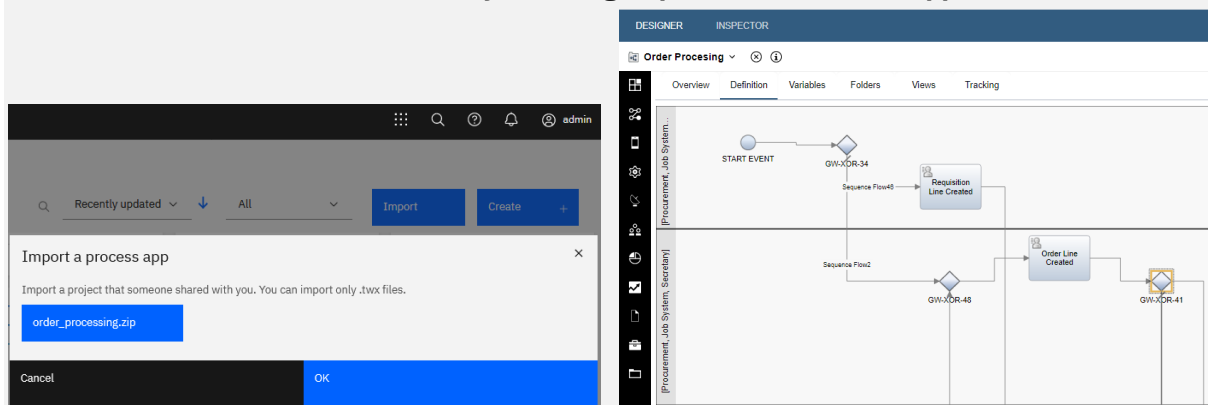 admin
Recently updated
All
Import
Create +
Import a process app
Import a project that someone shared with you. You can import only .twx files.
order_processing.zip
Cancel
OK
DESIGNER INSPECTOR
Order Procesing
Overview Definition Variables Folders Views Tracking
[Procurement, Job System...
START EVENT
GW-XOR-34
Sequence Flow48
Requisition
Line Created
[Procurement, Job System, Secretary]
Sequence Flow2
GW-XOR-48
Order Line
Created
GW-XOR-41